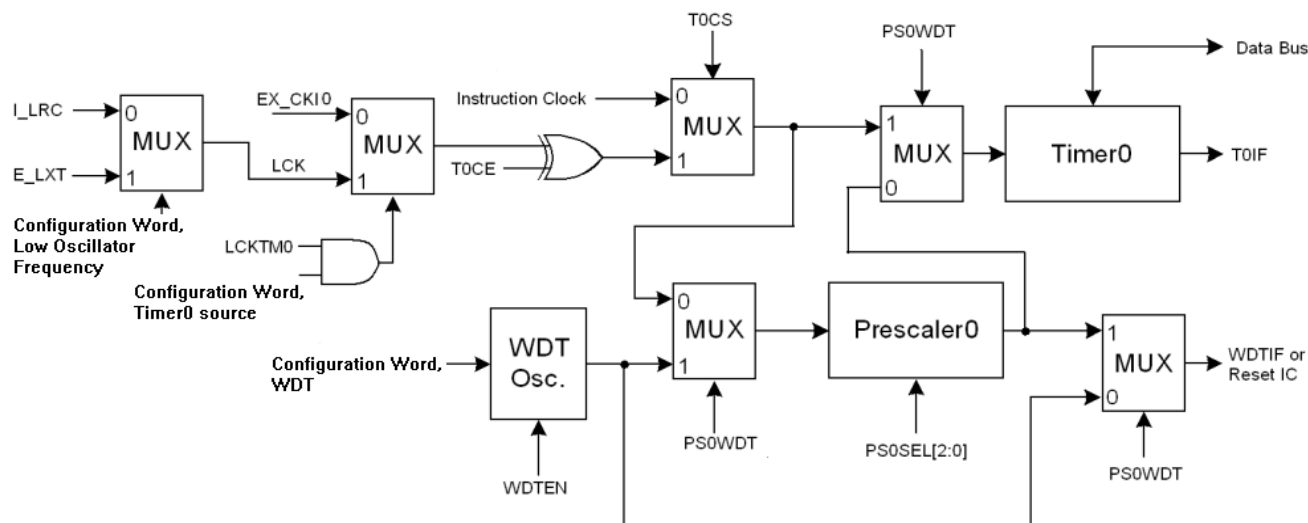 T0CS
PS0WDT
Data Bus
I_LRC
0
MUX
E_LXT
1
Configuration Word,
Low Oscillator
Frequency
EX_CKI0
0
MUX
LCK
1
LCKTM0
Configuration Word,
Timer0 source
T0CE
Instruction Clock
0
MUX
1
1
MUX
0
Timer0
T0IF
Configuration Word,
WDT
WDT
Osc.
WDTEN
0
MUX
1
PS0WDT
Prescaler0
PS0SEL[2:0]
1
MUX
0
PS0WDT
WDTIF or
Reset IC